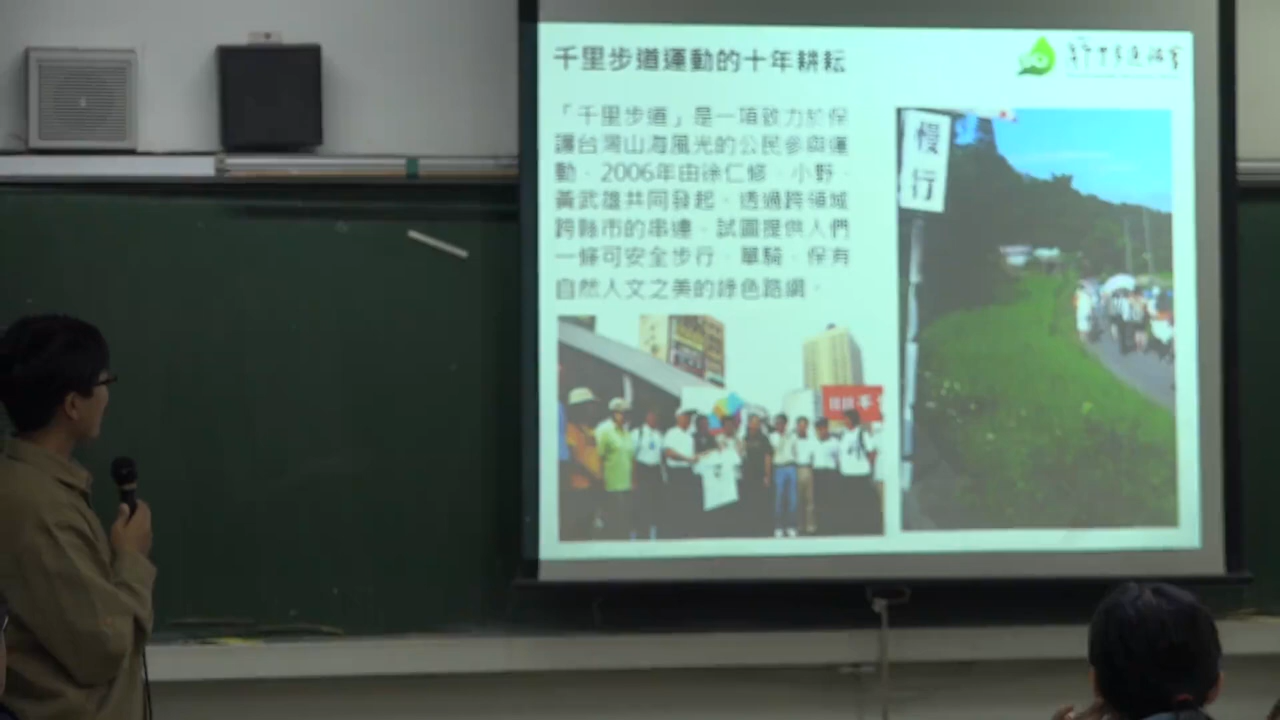 千里步道運動的十年耕耘
「千里步道」是一項致力於保
護台灣山海風光的公民參與運
動。2006年由徐仁修、小野、
黃武雄共同發起。透過跨領域
跨縣市的串連，試圖提供人們
一條可安全步行、單騎、保有
自然人文之美的綠色路網。
慢行